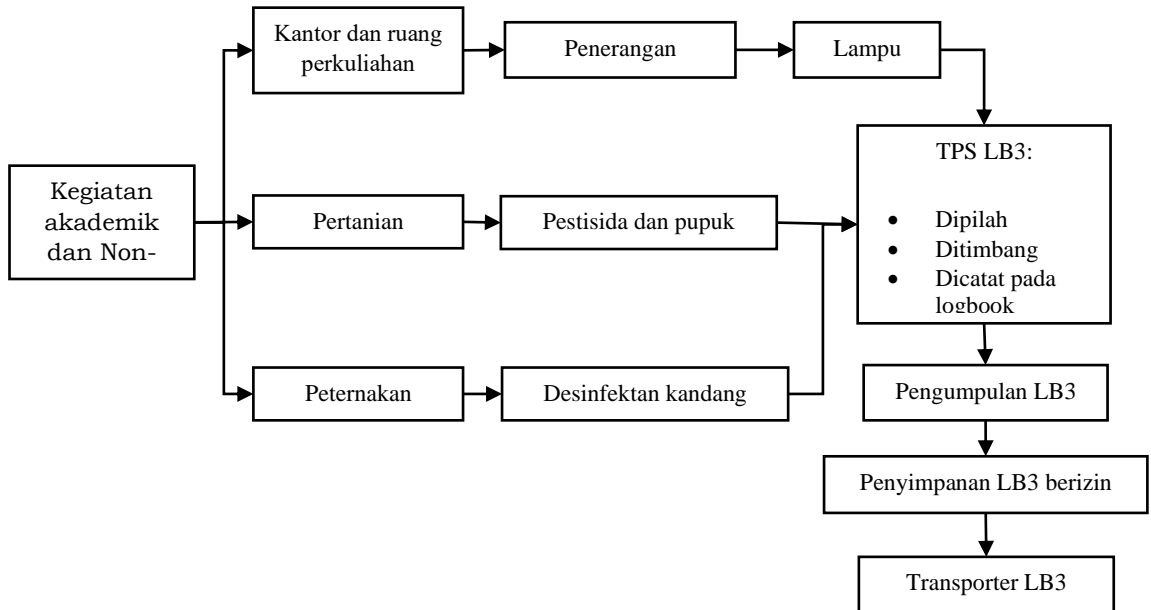 Kantor dan ruang
perkuliahan
Penerangan
Lampu
Kegiatan
akademik
dan Non-
Pertanian
Pestisida dan pupuk
TPS LB3:
• Dipilah
• Ditimbang
• Dicatat pada
logbook
Peternakan
Desinfektan kandang
Pengumpulan LB3
Penyimpanan LB3 berizin
Transporter LB3